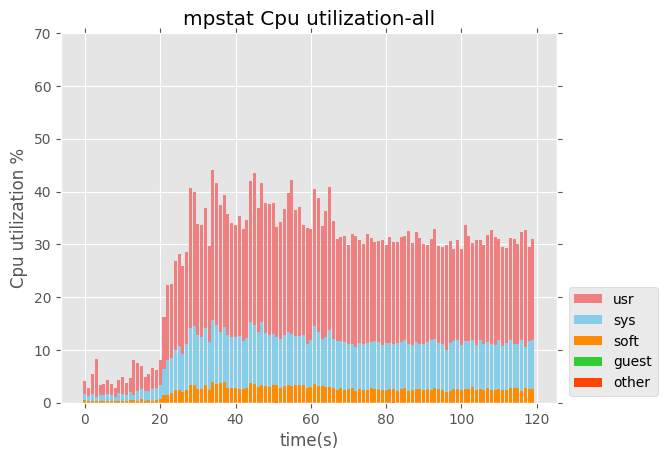 mpstat Cpu utilization-all
70
60
50
40
30
20
10
0
Cpu utilization %
0 20 40 60 80 100 120
time(s)
usr
sys
soft
guest
other